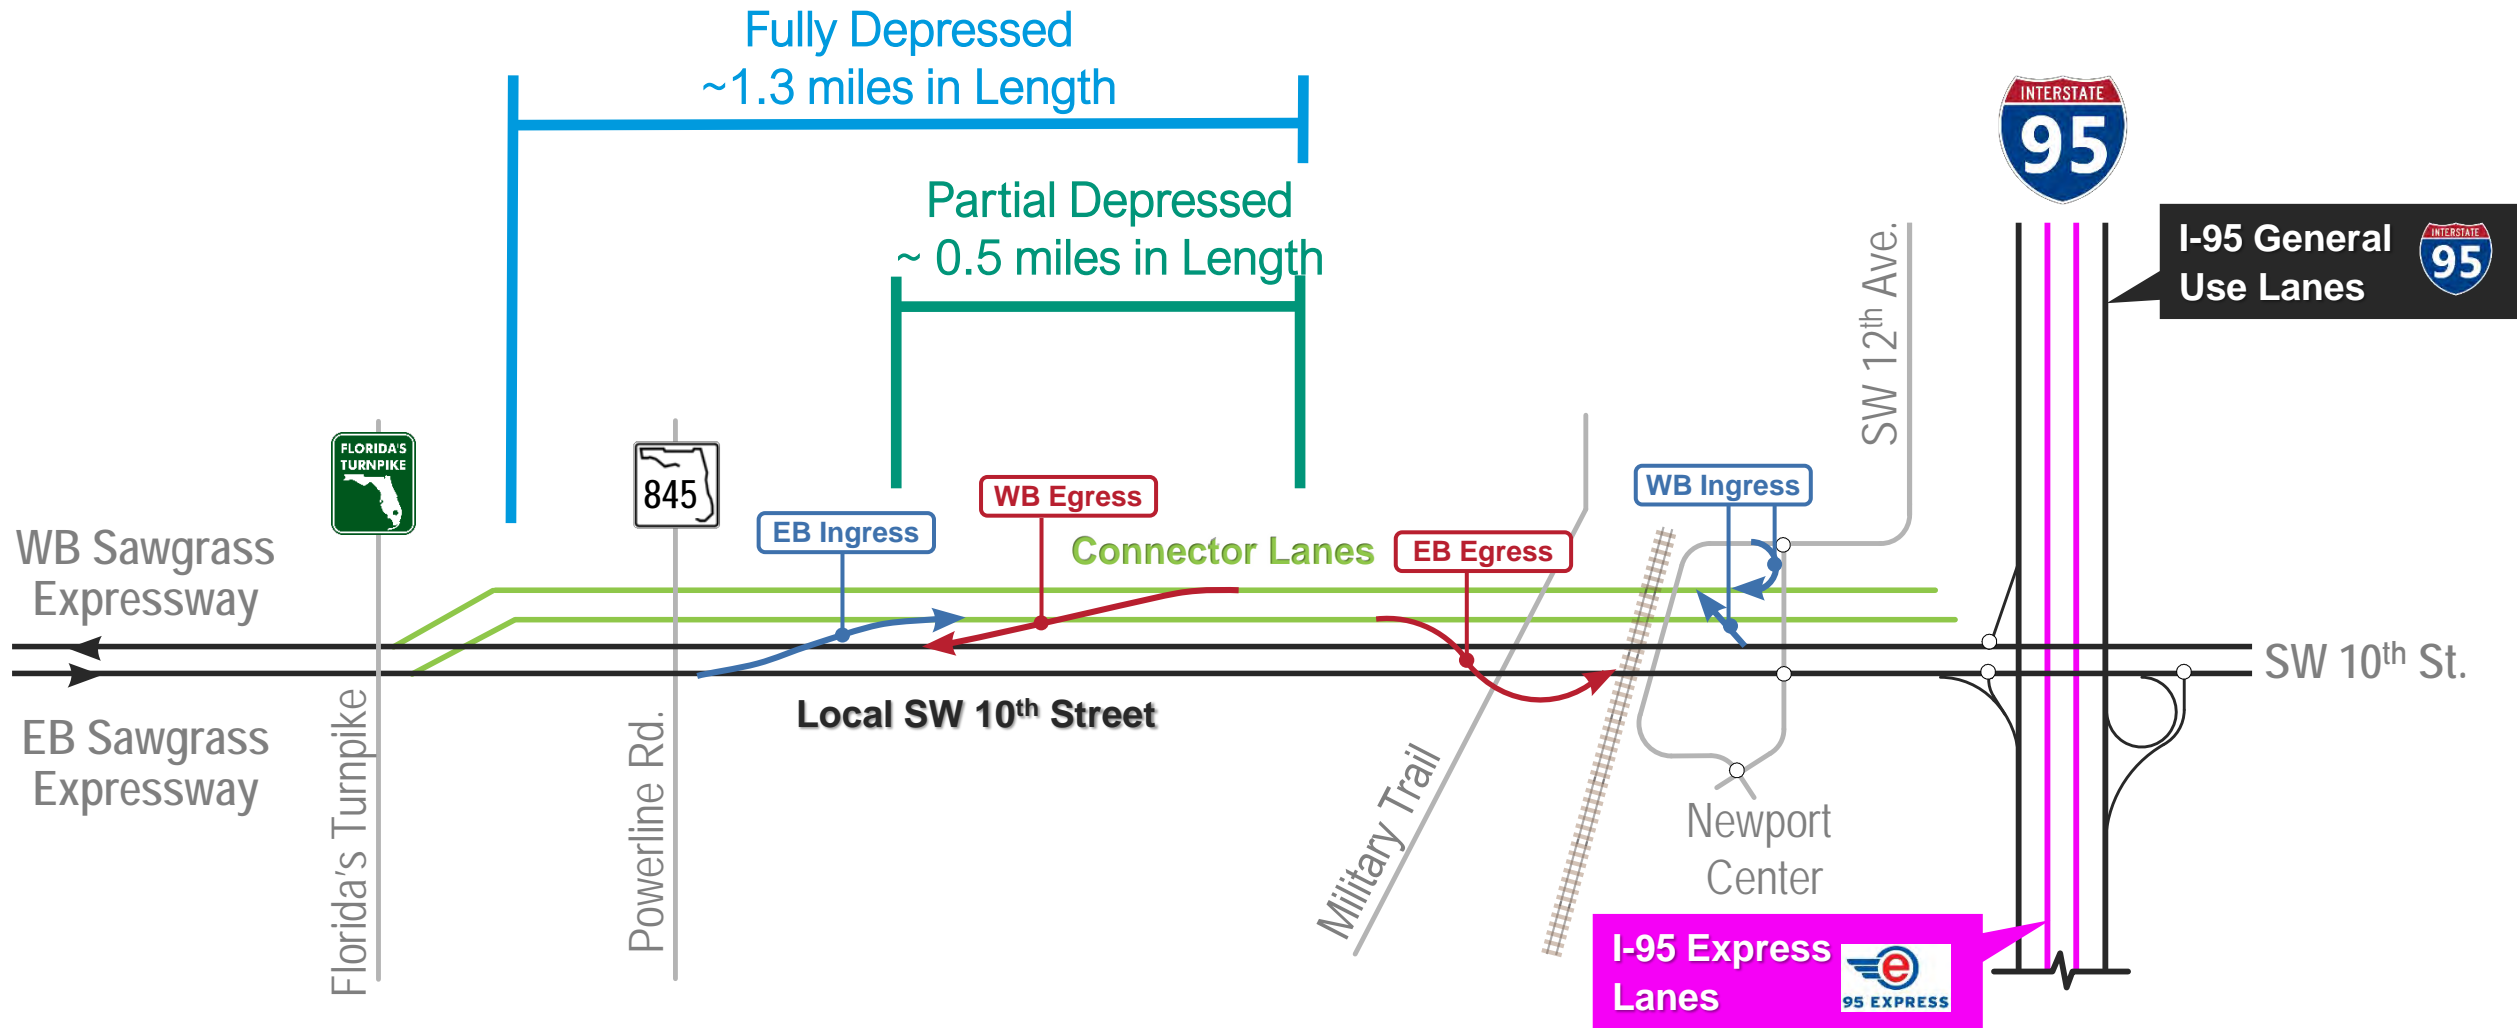 Fully Depressed
~1.3 miles in Length
Partial Depressed
~ 0.5 miles in Length
INTERSTATE
95
I-95 General
Use Lanes
INTERSTATE
95
SW 12th Ave.
FLORIDA'S
TURNPIKE
845
WB Egress
WB Ingress
EB Ingress
Connector Lanes
EB Egress
WB Sawgrass
Expressway
SW 10th St.
Local SW 10th Street
EB Sawgrass
Expressway
Florida's Turnpike
Powerline Rd.
Military Trail
Newport
Center
I-95 Express
Lanes
e
95 EXPRESS